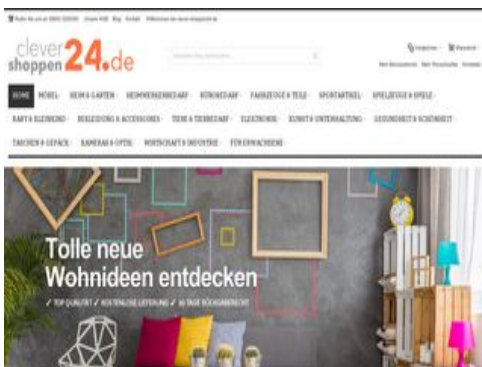 clever
shoppen 24.de
HOME MÖBEL HEIM & GARTEN HEIMWERKERBEDARF BÜROBEDARF FAHRZEUGE & TEILE SPORTARTIKEL SPIELZEUGE & SPIELE
BABY & KLEINKIND BEKLEIDUNG & ACCESSOIRES TIERE & TIERBEDARF ELEKTRONIK KUNST & UNTERHALTUNG GESUNDHEIT & SCHÖNHEIT
TASCHEN & GEPÄCK KAMERAS & OPTIK WIRTSCHAFT & INDUSTRIE FÜR ERWACHSENE
Tolle neue
Wohnideen entdecken
✓ TOP QUALITÄT ✓ KOSTENLOSE LIEFERUNG ✓ 30 TAGE RÜCKGABERECHT